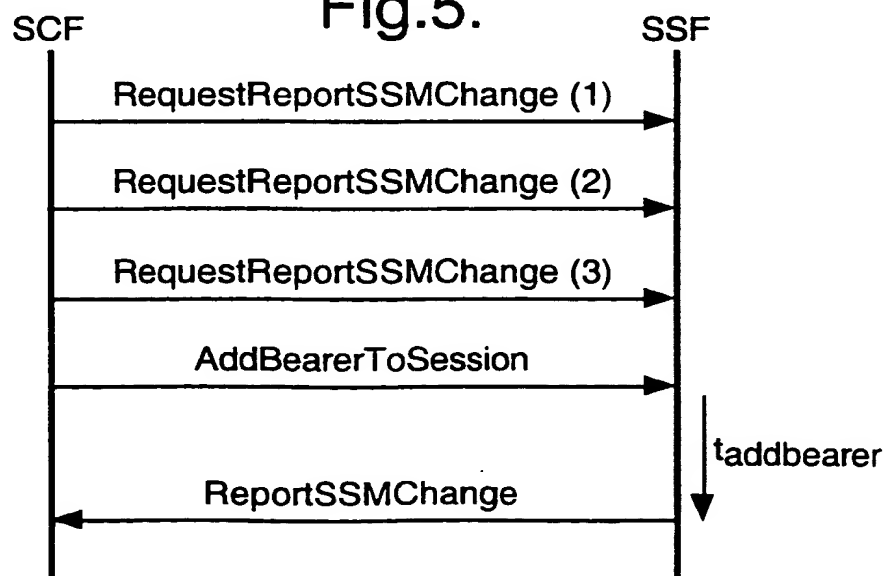 Fig.5.
SCF
SSF
RequestReportSSMChange (1)
RequestReportSSMChange (2)
RequestReportSSMChange (3)
AddBearerToSession
taddbearer
ReportSSMChange